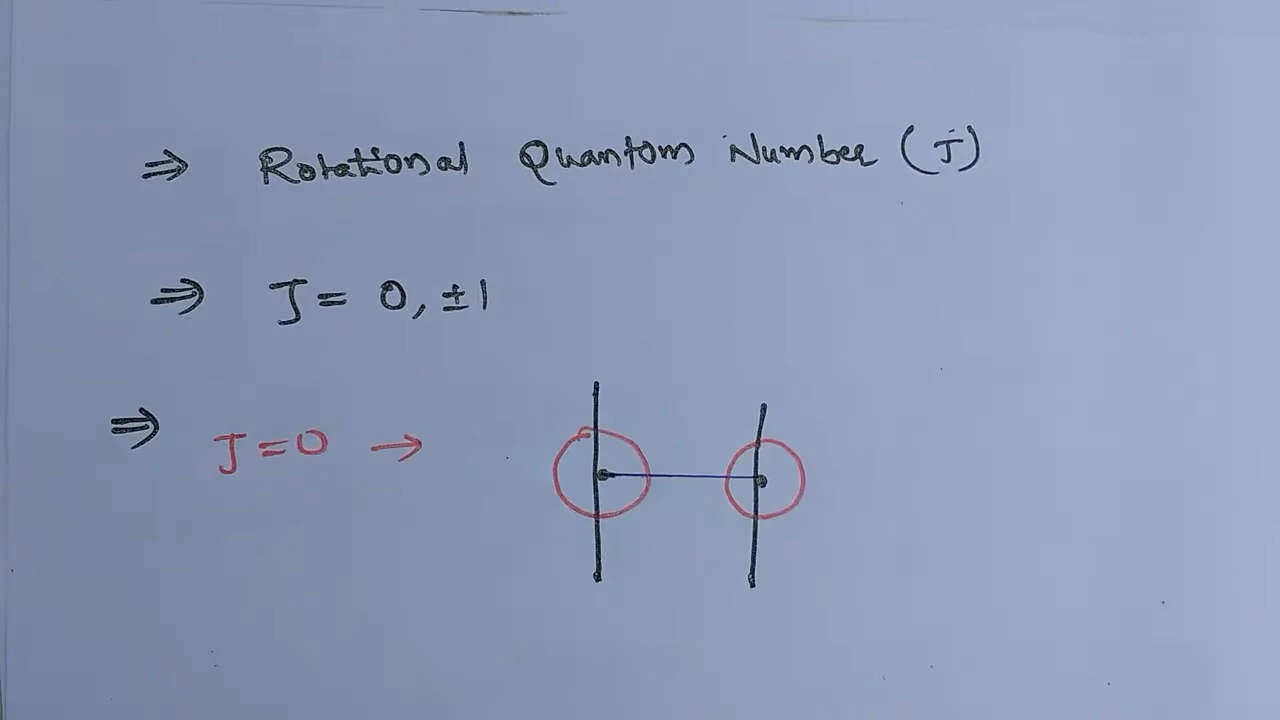 ⇒ Rotational Quantum Number (J)
⇒ J = 0, ±1
⇒ J = 0 →